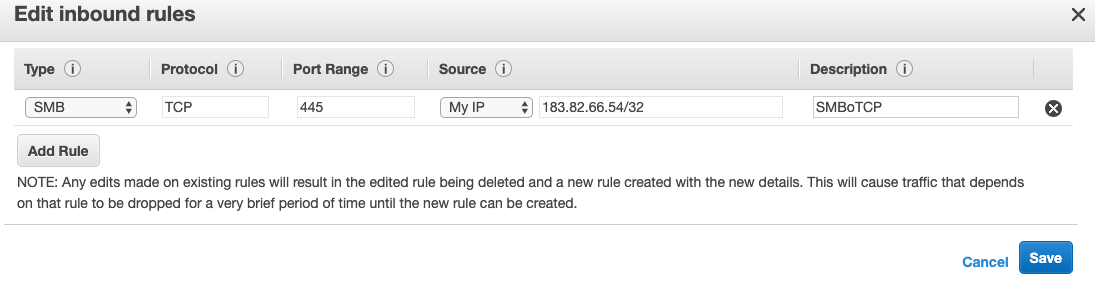 Edit inbound rules
Type Protocol Port Range Source Description
SMB TCP 445 My IP 183.82.66.54/32 SMBoTCP
Add Rule
NOTE: Any edits made on existing rules will result in the edited rule being deleted and a new rule created with the new details. This will cause traffic that depends
on that rule to be dropped for a very brief period of time until the new rule can be created.
Cancel Save